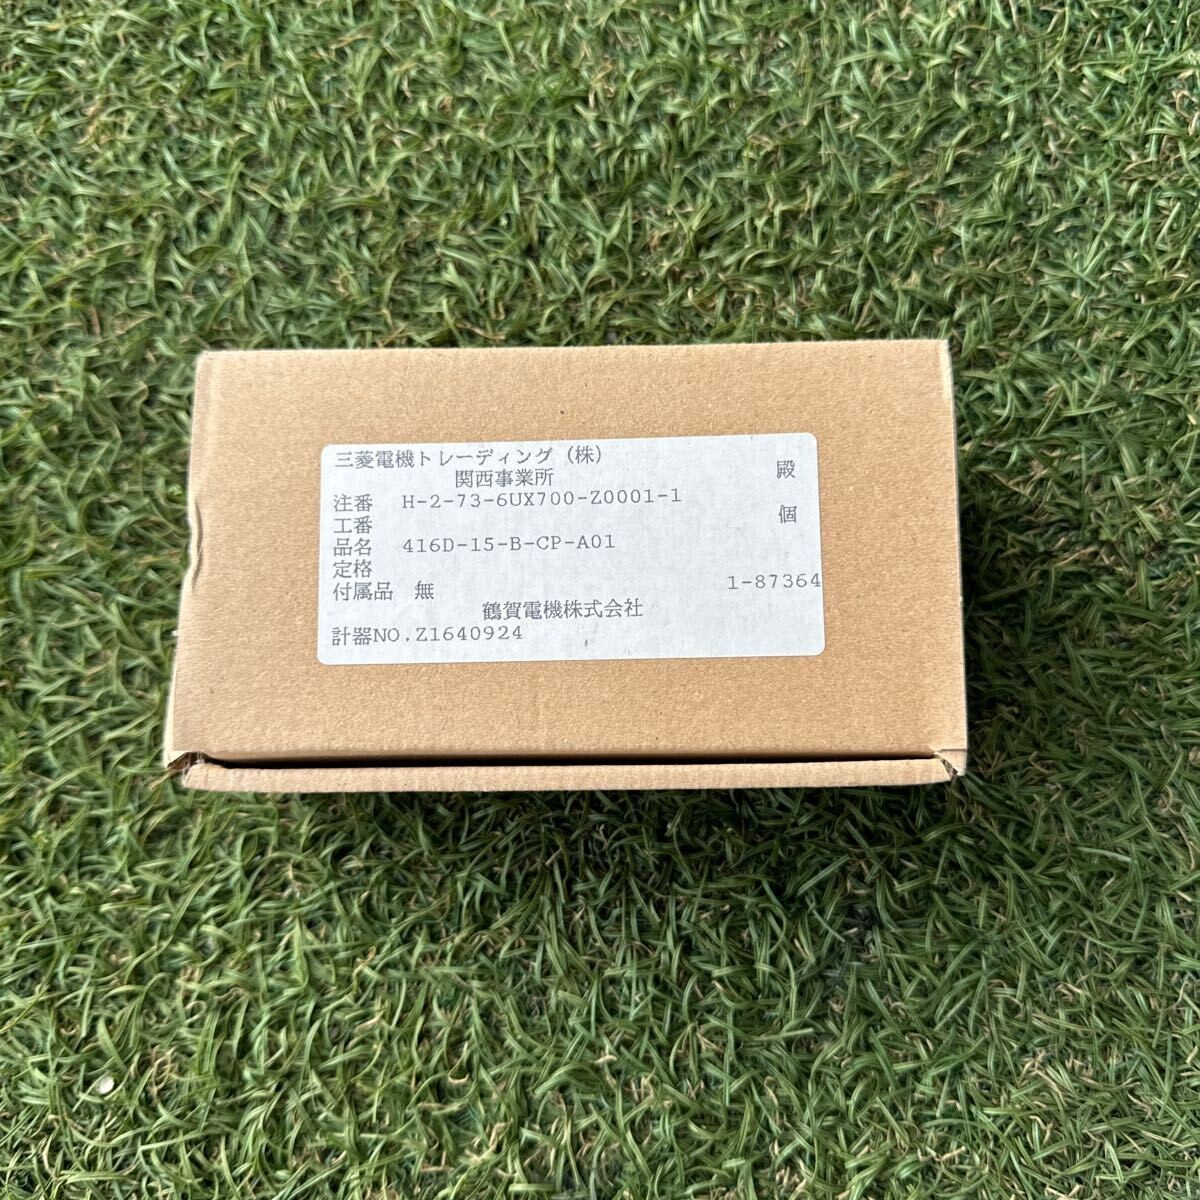 三菱電機トレーディング（株）
関西事業所 殿
注番 H-2-73-6UX700-Z0001-1
工番 個
品名 416D-15-B-CP-A01
定格
付属品 無 1-87364
鶴賀電機株式会社
計器NO.Z1640924